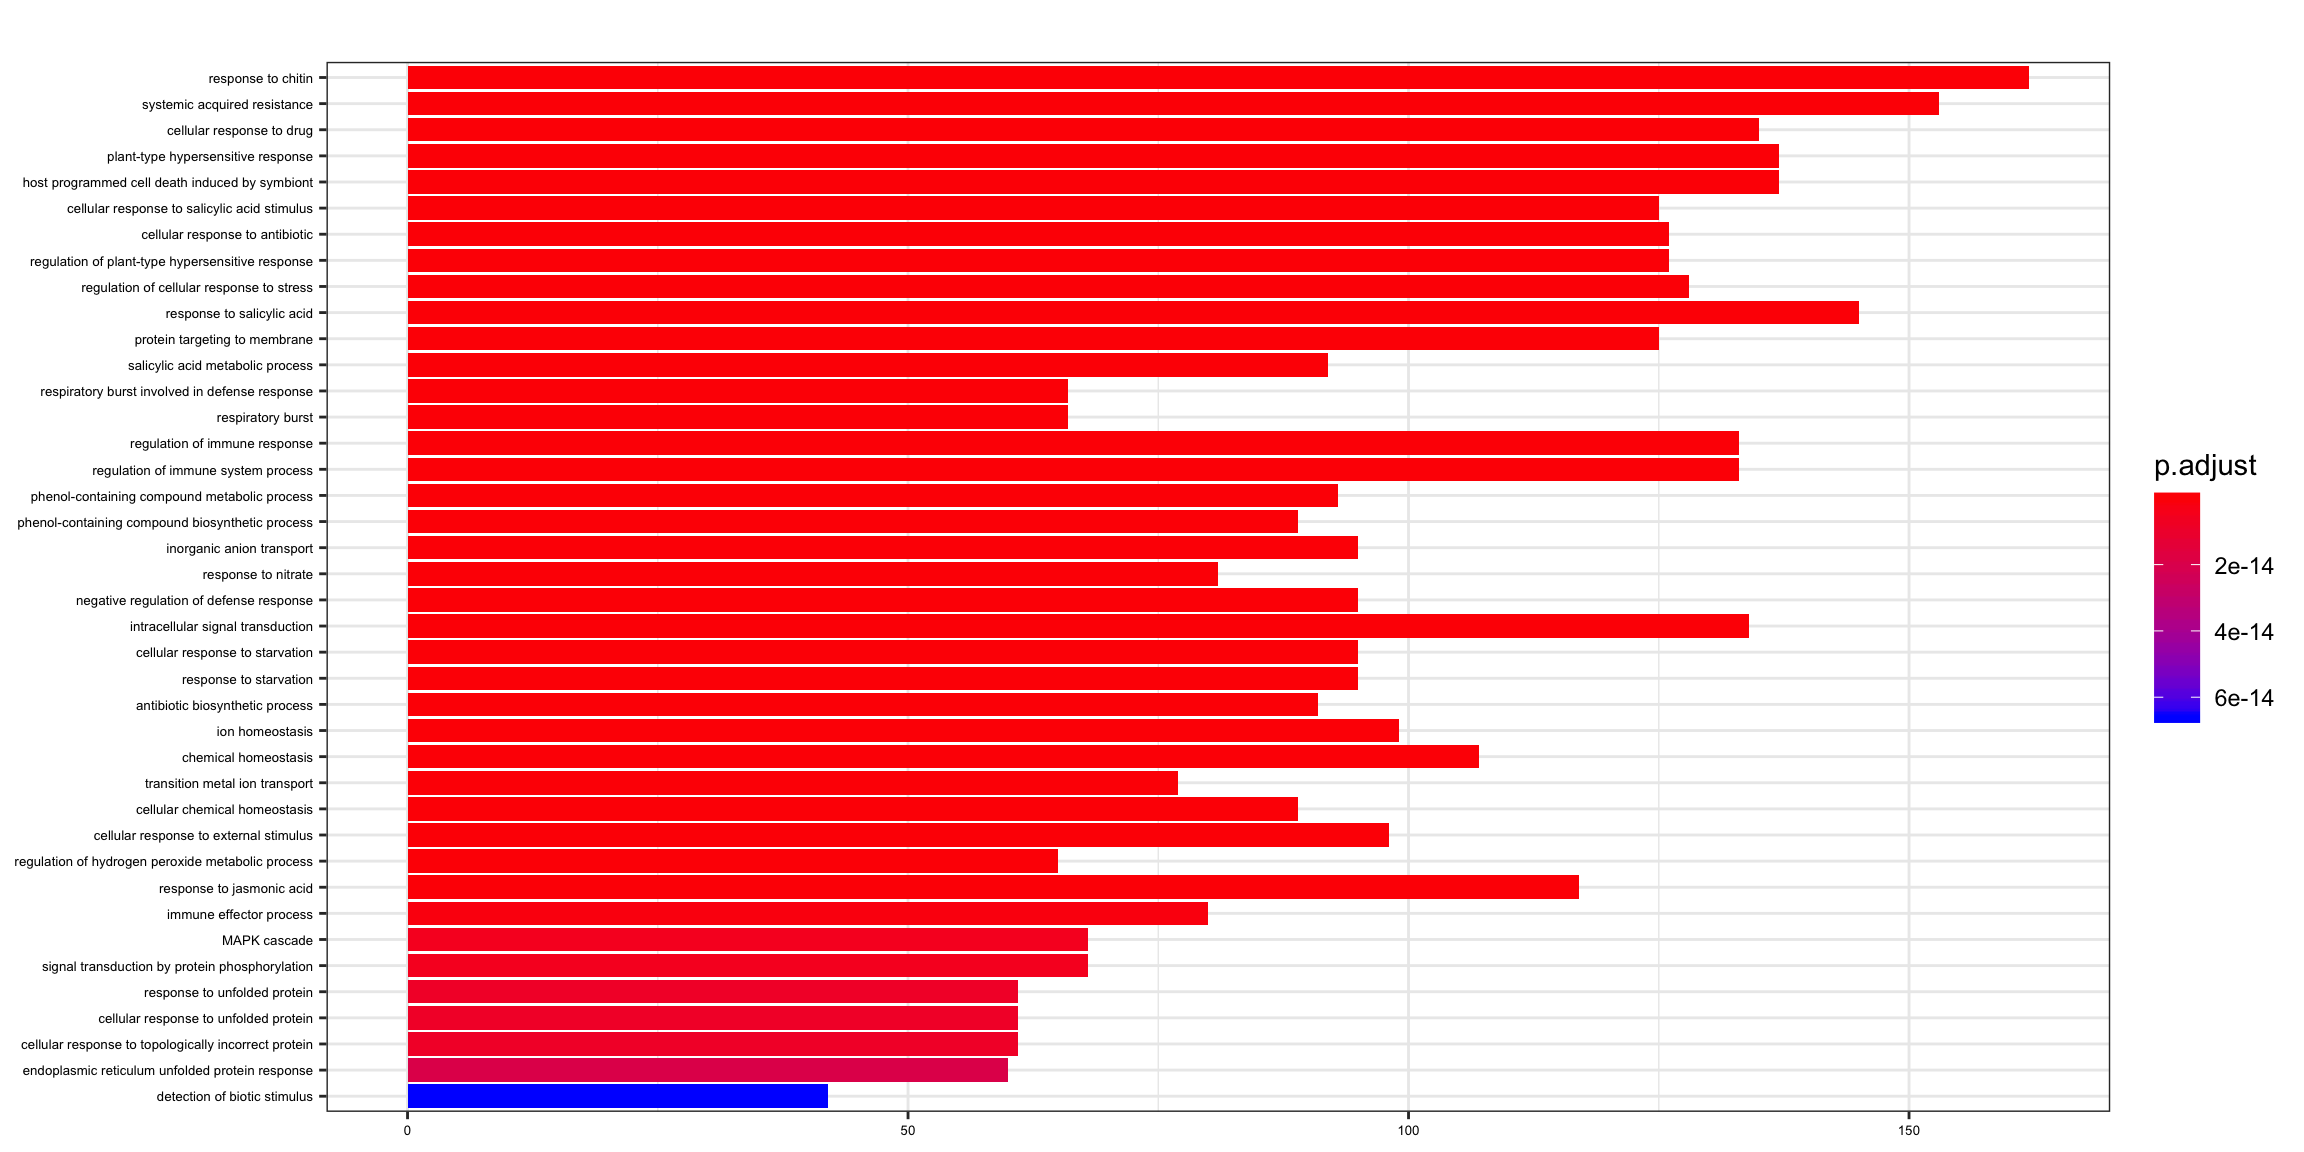 response to chitin
systemic acquired resistance
cellular response to drug
plant-type hypersensitive response
host programmed cell death induced by symbiont
cellular response to salicylic acid stimulus
cellular response to antibiotic
regulation of plant-type hypersensitive response
regulation of cellular response to stress
response to salicylic acid
protein targeting to membrane
salicylic acid metabolic process
respiratory burst involved in defense response
respiratory burst
regulation of immune response
regulation of immune system process
phenol-containing compound metabolic process
phenol-containing compound biosynthetic process
inorganic anion transport
response to nitrate
negative regulation of defense response
intracellular signal transduction
cellular response to starvation
response to starvation
antibiotic biosynthetic process
ion homeostasis
chemical homeostasis
transition metal ion transport
cellular chemical homeostasis
cellular response to external stimulus
regulation of hydrogen peroxide metabolic process
response to jasmonic acid
immune effector process
MAPK cascade
signal transduction by protein phosphorylation
response to unfolded protein
cellular response to unfolded protein
cellular response to topologically incorrect protein
endoplasmic reticulum unfolded protein response
detection of biotic stimulus
0 50 100 150
p.adjust
2e-14
4e-14
6e-14